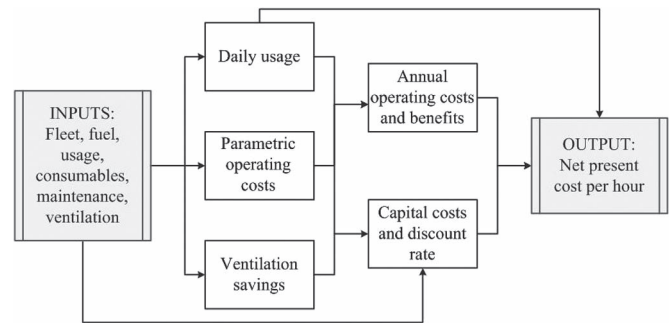 INPUTS:
Fleet, fuel,
usage,
consumables,
maintenance,
ventilation
Daily usage
Parametric
operating
costs
Ventilation
savings
Annual
operating costs
and benefits
Capital costs
and discount
rate
OUTPUT:
Net present
cost per hour